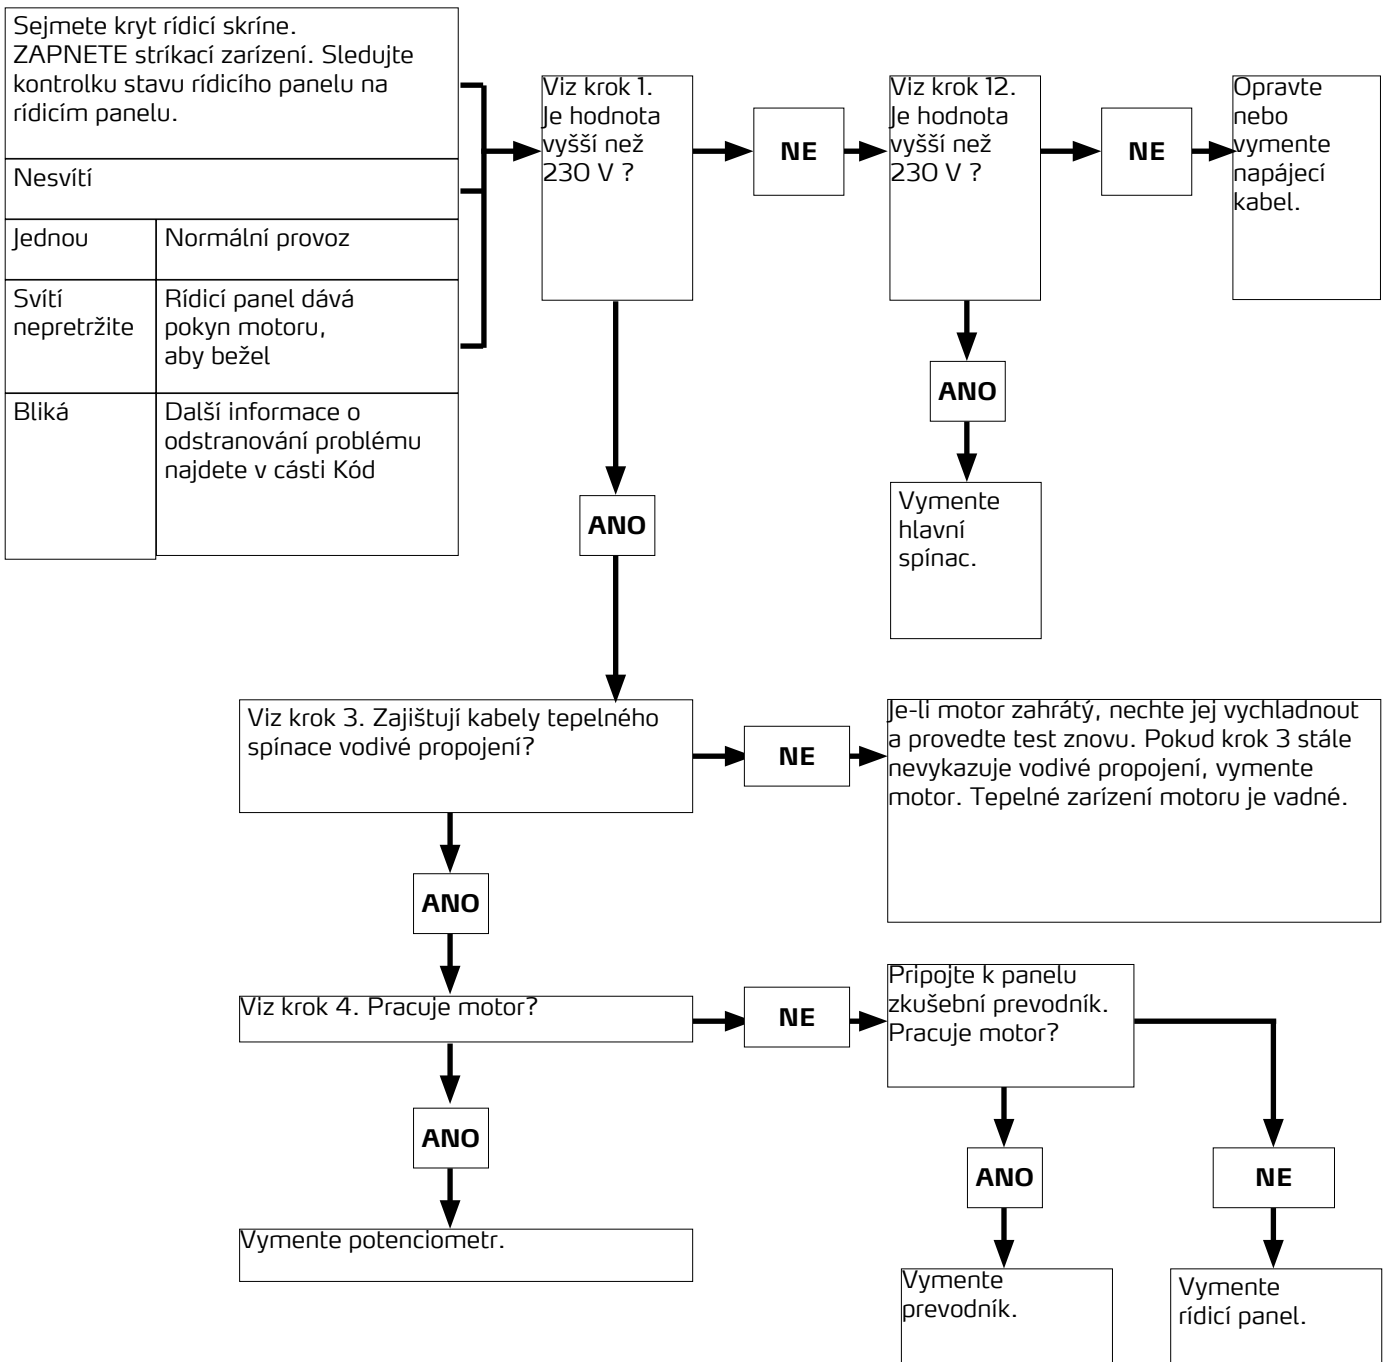 Sejmete kryt rídicí skríne.
ZAPNETE stríkací zarízení. Sledujte
kontrolku stavu rídicího panelu na
rídicím panelu.
Nesvítí
Jednou
Normální provoz
Svítí
nepretržite
Rídicí panel dává
pokyn motoru,
aby bežel
Bliká
Další informace o
odstranování problému
najdete v cásti Kód
Viz krok 1.
Je hodnota
vyšší než
230 V ?
NE
Viz krok 12.
Je hodnota
vyšší než
230 V ?
NE
Opravte
nebo
vymente
napájecí
kabel.
ANO
Vymente
hlavní
spínac.
ANO
Viz krok 3. Zajištují kabely tepelného
spínace vodivé propojení?
NE
Je-li motor zahrátý, nechte jej vychladnout
a provedte test znovu. Pokud krok 3 stále
nevykazuje vodivé propojení, vymente
motor. Tepelné zarízení motoru je vadné.
ANO
Viz krok 4. Pracuje motor?
NE
Pripojte k panelu
zkušební prevodník.
Pracuje motor?
ANO
ANO
NE
Vymente potenciometr.
Vymente
prevodník.
Vymente
rídicí panel.